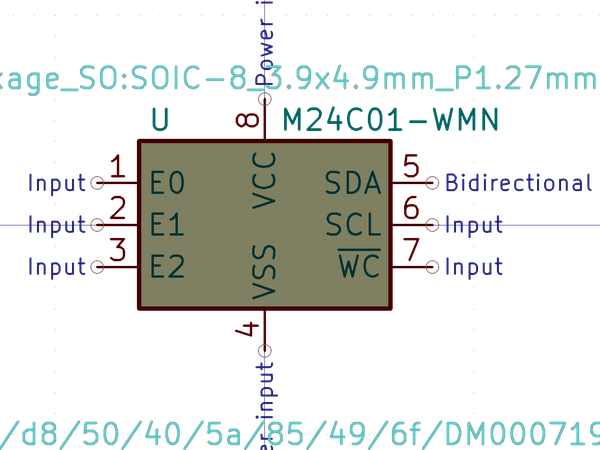 Power i
kage_SO:SOIC-8_3.9x4.9mm_P1.27mm
U
M24C01-WMN
8
VCC
Input 1 E0
SDA 5 Bidirectional
Input 2 E1
SCL 6 Input
Input 3 E2
WC 7 Input
VSS
4
er input
/d8/50/40/5a/85/49/6f/DM000719